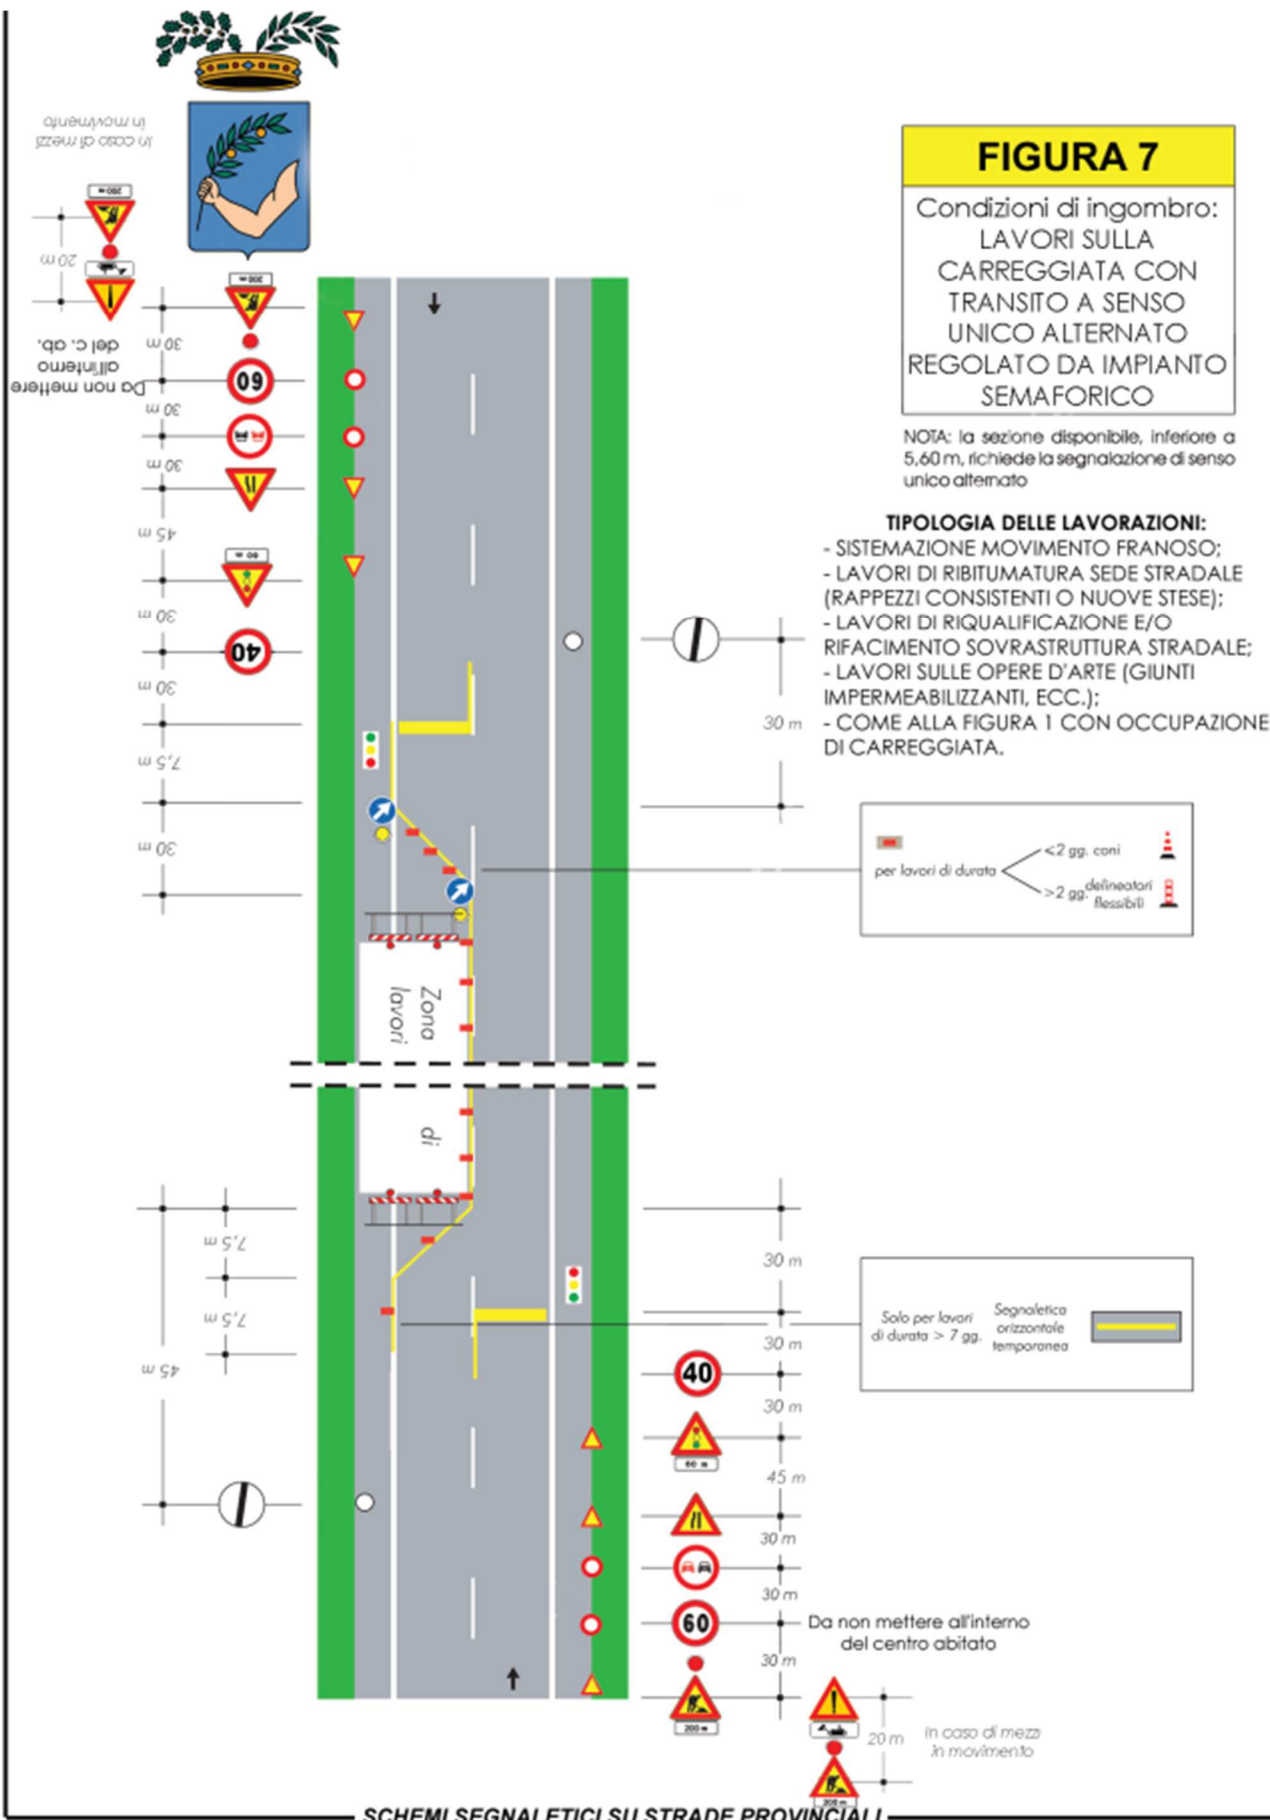 FIGURA 7
Condizioni di ingombro:
LAVORI SULLA
CARREGGIATA CON
TRANSITO A SENSO
UNICO ALTERNATO
REGOLATO DA IMPIANTO
SEMAFORICO
NOTA: la sezione disponibile, inferiore a
5,60 m, richiede la segnalazione di senso
unico alternato
TIPOLOGIA DELLE LAVORAZIONI:
- SISTEMAZIONE MOVIMENTO FRANOSO;
- LAVORI DI RIBITUMATURA SEDE STRADALE
(RAPPEZZI CONSISTENTI O NUOVE STESE);
- LAVORI DI RIQUALIFICAZIONE E/O
RIFACIMENTO SOVRASTRUTTURA STRADALE;
- LAVORI SULLE OPERE D'ARTE (GIUNTI
IMPERMEABILIZZANTI, ECC.);
- COME ALLA FIGURA 1 CON OCCUPAZIONE
DI CARREGGIATA.
In caso di mezzi
in movimento
200 m
20 m
Da non mettere
all'interno
del c. ab.
200 m
30 m
60
30 m
30 m
45 m
60 m
30 m
40
30 m
7,5 m
30 m
30 m
per lavori di durata
<2 gg. coni
>2 gg. delineatori
flessibili
Zona
lavori
di
7,5 m
7,5 m
45 m
30 m
30 m
Solo per lavori
di durata > 7 gg.
Segnaletica
orizzontale
temporanea
40
30 m
60 m
45 m
30 m
30 m
60
Da non mettere all'interno
del centro abitato
30 m
200 m
20 m
In caso di mezzi
in movimento
200 m
SCHEMI SEGNALETICI SU STRADE PROVINCIALI